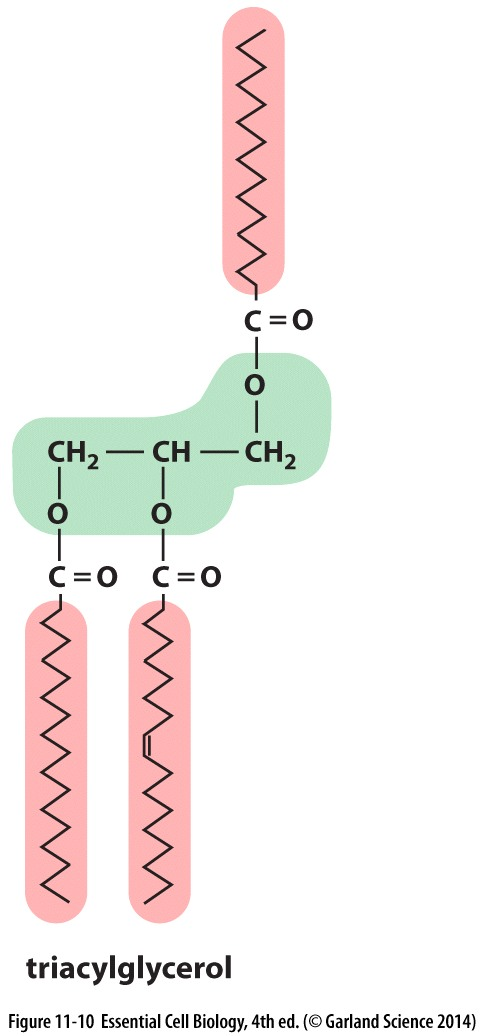 C=O
O
CH₂ — CH — CH₂
O O
C=O C=O
triacylglycerol
Figure 11-10 Essential Cell Biology, 4th ed. (© Garland Science 2014)